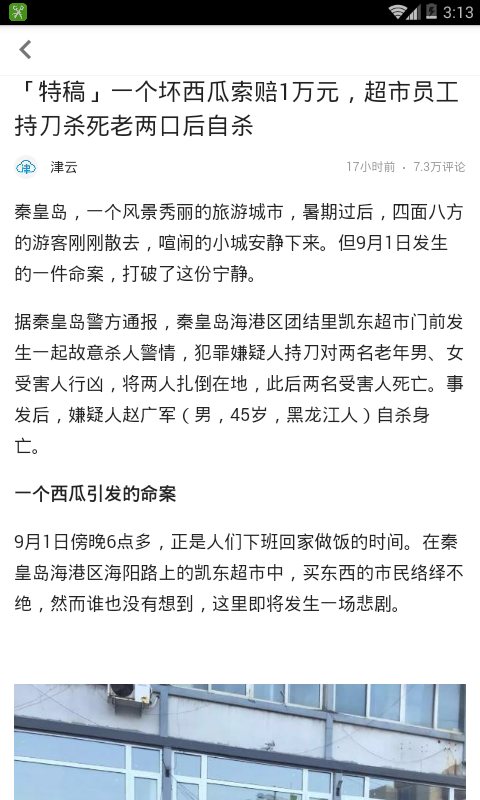 3:13
「特稿」一个坏西瓜索赔1万元，超市员工
持刀杀死老两口后自杀
津 津云 17小时前 · 7.3万评论
秦皇岛，一个风景秀丽的旅游城市，暑期过后，四面八方
的游客刚刚散去，喧闹的小城安静下来。但9月1日发生
的一件命案，打破了这份宁静。
据秦皇岛警方通报，秦皇岛海港区团结里凯东超市门前发
生一起故意杀人警情，犯罪嫌疑人持刀对两名老年男、女
受害人行凶，将两人扎倒在地，此后两名受害人死亡。事
发后，嫌疑人赵广军（男，45岁，黑龙江人）自杀身
亡。
一个西瓜引发的命案
9月1日傍晚6点多，正是人们下班回家做饭的时间。在秦
皇岛海港区海阳路上的凯东超市中，买东西的市民络绎不
绝，然而谁也没有想到，这里即将发生一场悲剧。